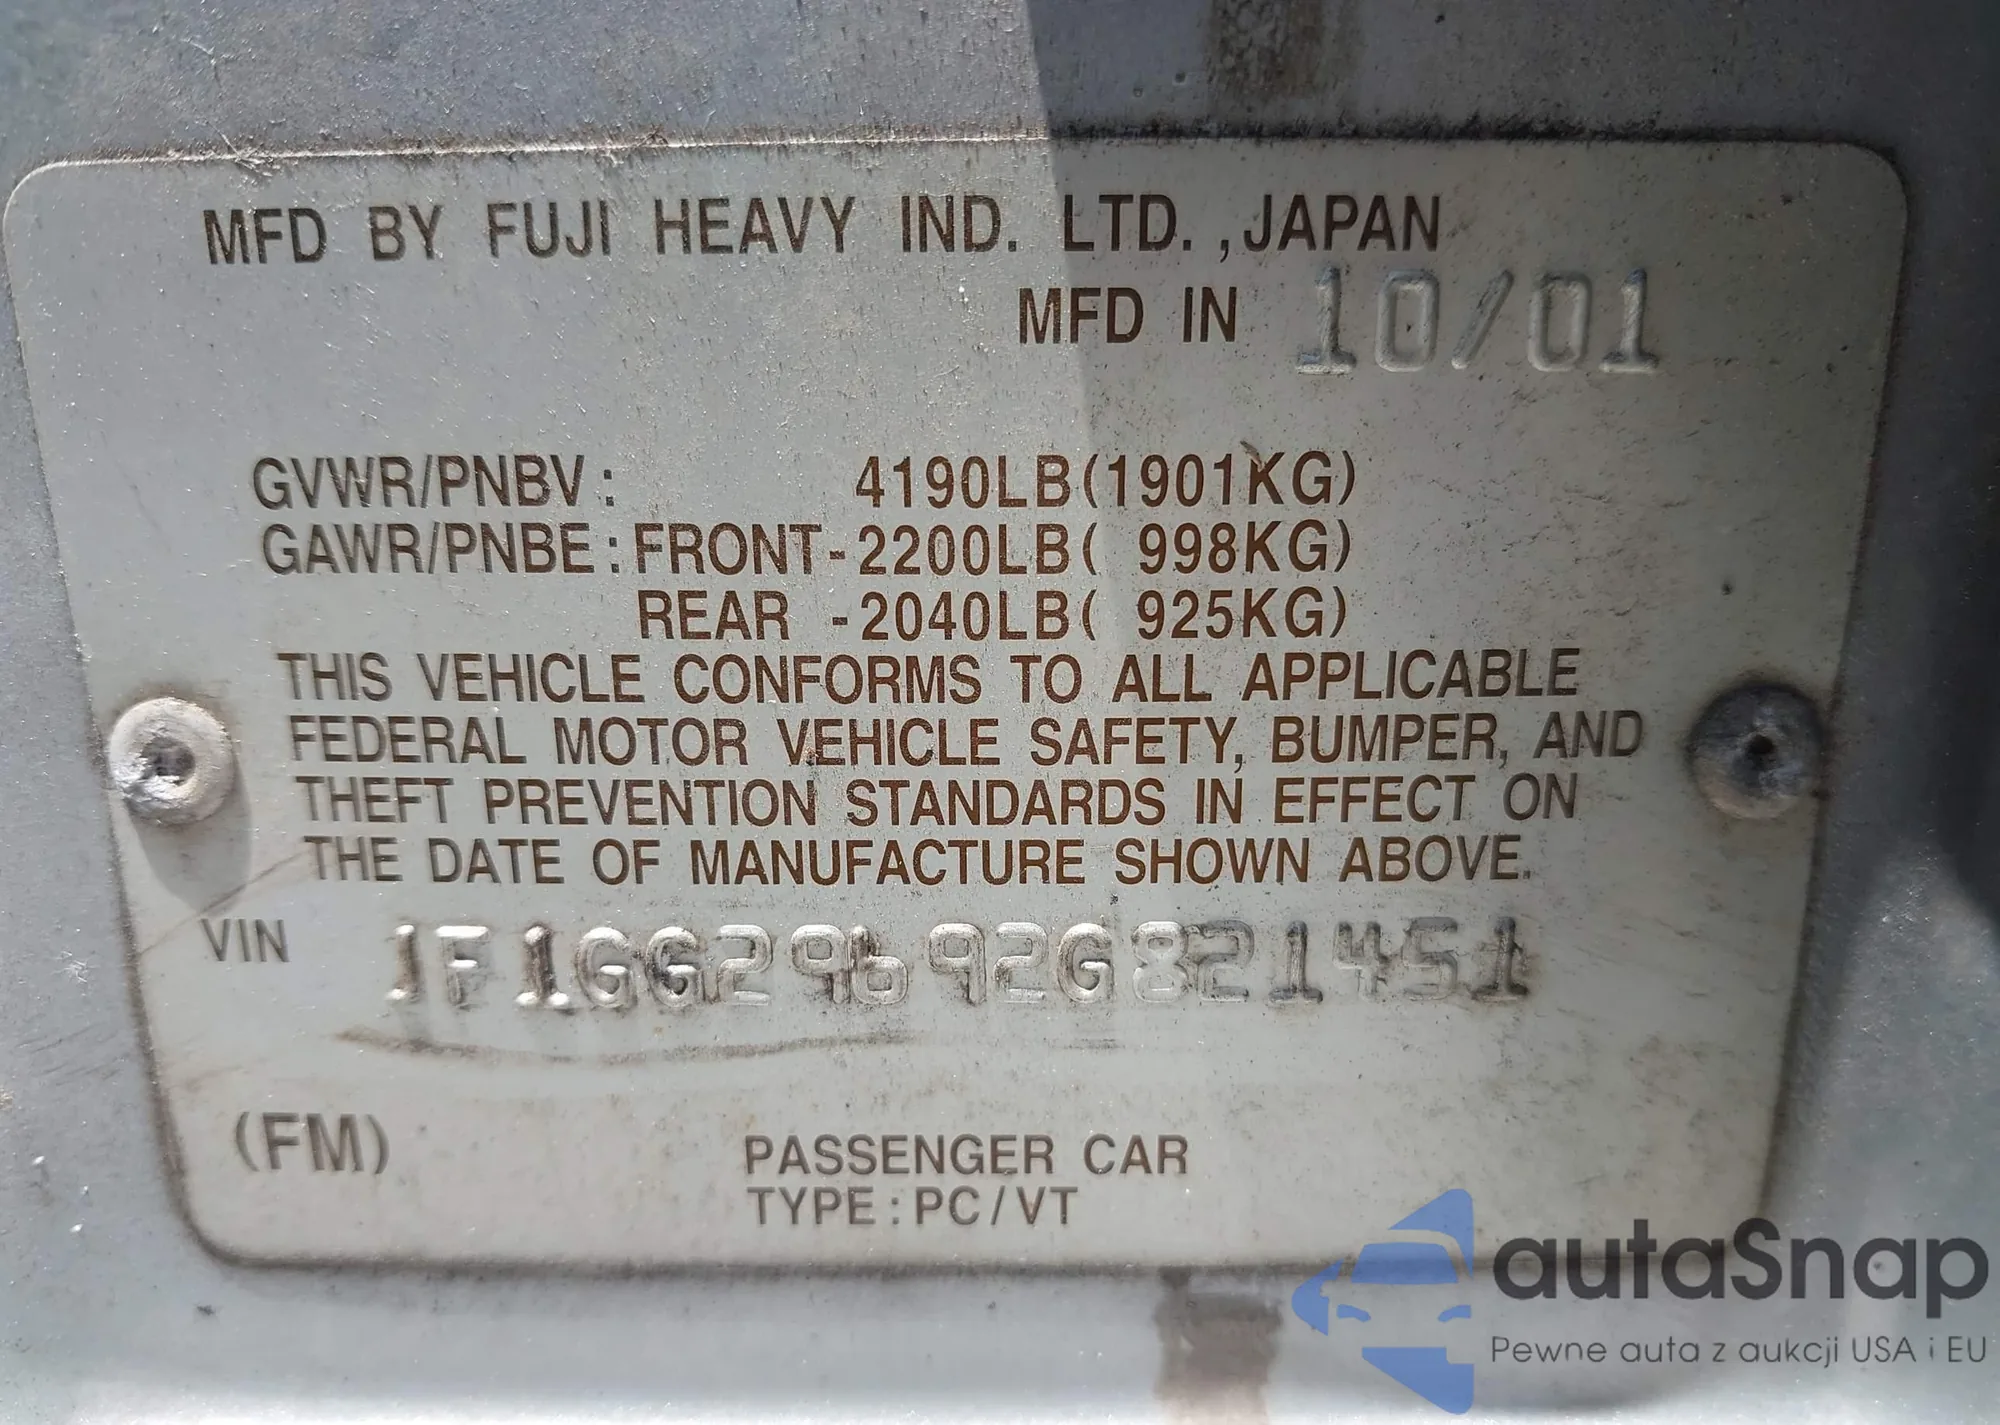 MFD BY FUJI HEAVY IND. LTD.,JAPAN
MFD IN 10/01
GVWR/PNBV: 4190LB(1901KG)
GAWR/PNBE:FRONT-2200LB( 998KG)
REAR -2040LB( 925KG)
THIS VEHICLE CONFORMS TO ALL APPLICABLE
FEDERAL MOTOR VEHICLE SAFETY, BUMPER, AND
THEFT PREVENTION STANDARDS IN EFFECT ON
THE DATE OF MANUFACTURE SHOWN ABOVE.
VIN JF1GG29692G821451
(FM) PASSENGER CAR
TYPE:PC/VT
autaSnap
Pewne auta z aukcji USA i EU